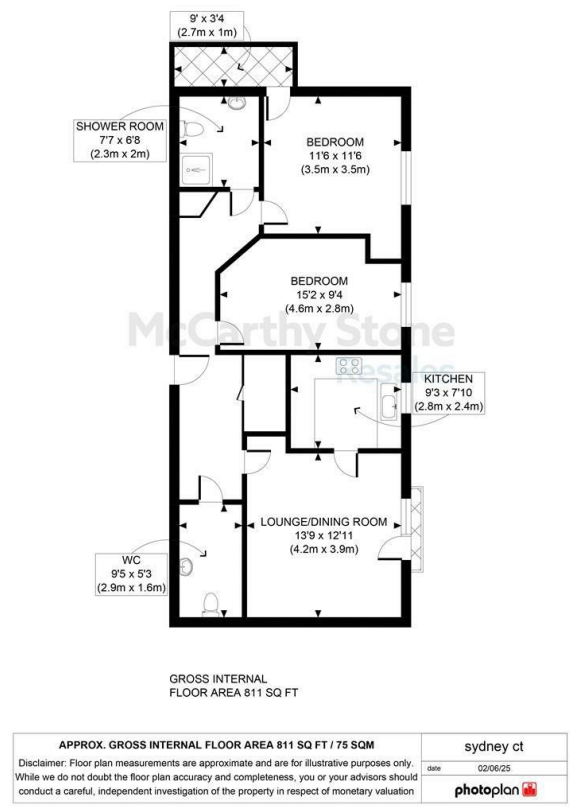 9' x 3'4
(2.7m x 1m)
SHOWER ROOM
7'7 x 6'8
(2.3m x 2m)
BEDROOM
11'6 x 11'6
(3.5m x 3.5m)
BEDROOM
15'2 x 9'4
(4.6m x 2.8m)
McCarthy Stone
Resales
KITCHEN
9'3 x 7'10
(2.8m x 2.4m)
LOUNGE/DINING ROOM
13'9 x 12'11
(4.2m x 3.9m)
WC
9'5 x 5'3
(2.9m x 1.6m)
GROSS INTERNAL
FLOOR AREA 811 SQ FT
APPROX. GROSS INTERNAL FLOOR AREA 811 SQ FT / 75 SQM
Disclaimer: Floor plan measurements are approximate and are for illustrative purposes only.
While we do not doubt the floor plan accuracy and completeness, you or your advisors should
conduct a careful, independent investigation of the property in respect of monetary valuation
sydney ct
date 02/06/25
photoplan